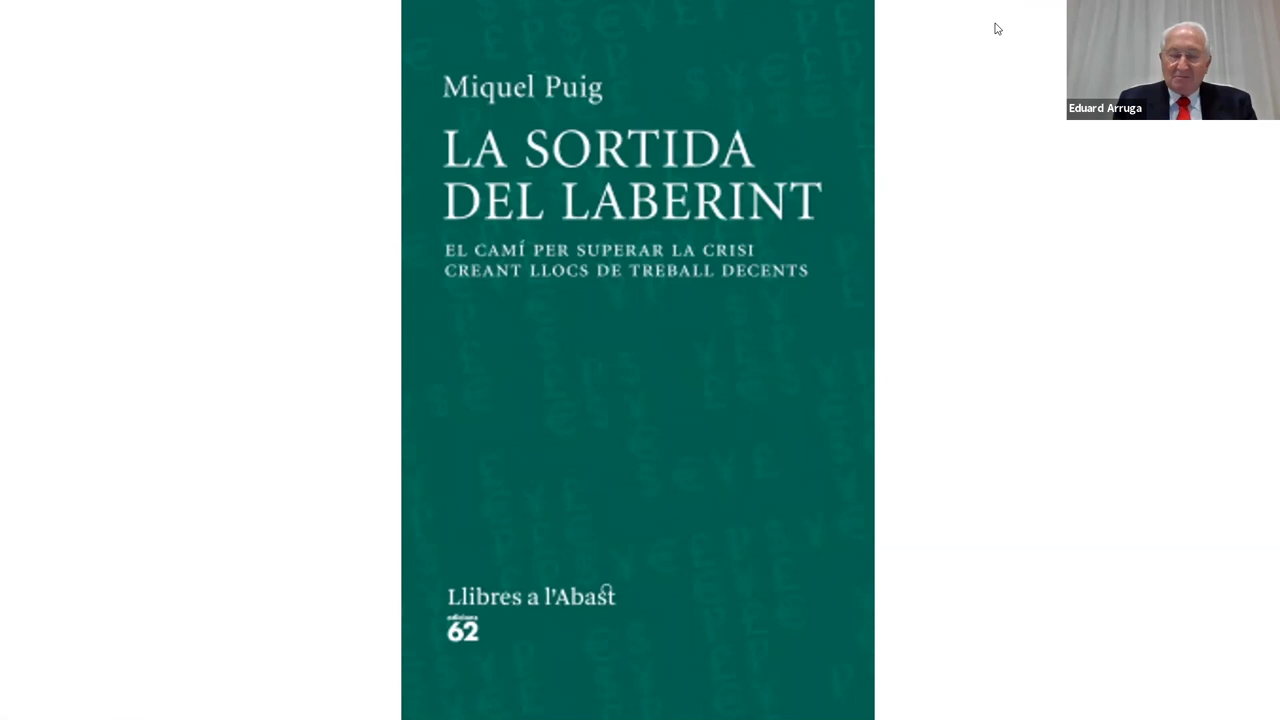 Miquel Puig
LA SORTIDA
DEL LABERINT
EL CAMÍ PER SUPERAR LA CRISI
CREANT LLOCS DE TREBALL DECENTS
Llibres a l'Abast
edicions
62
Eduard Arruga